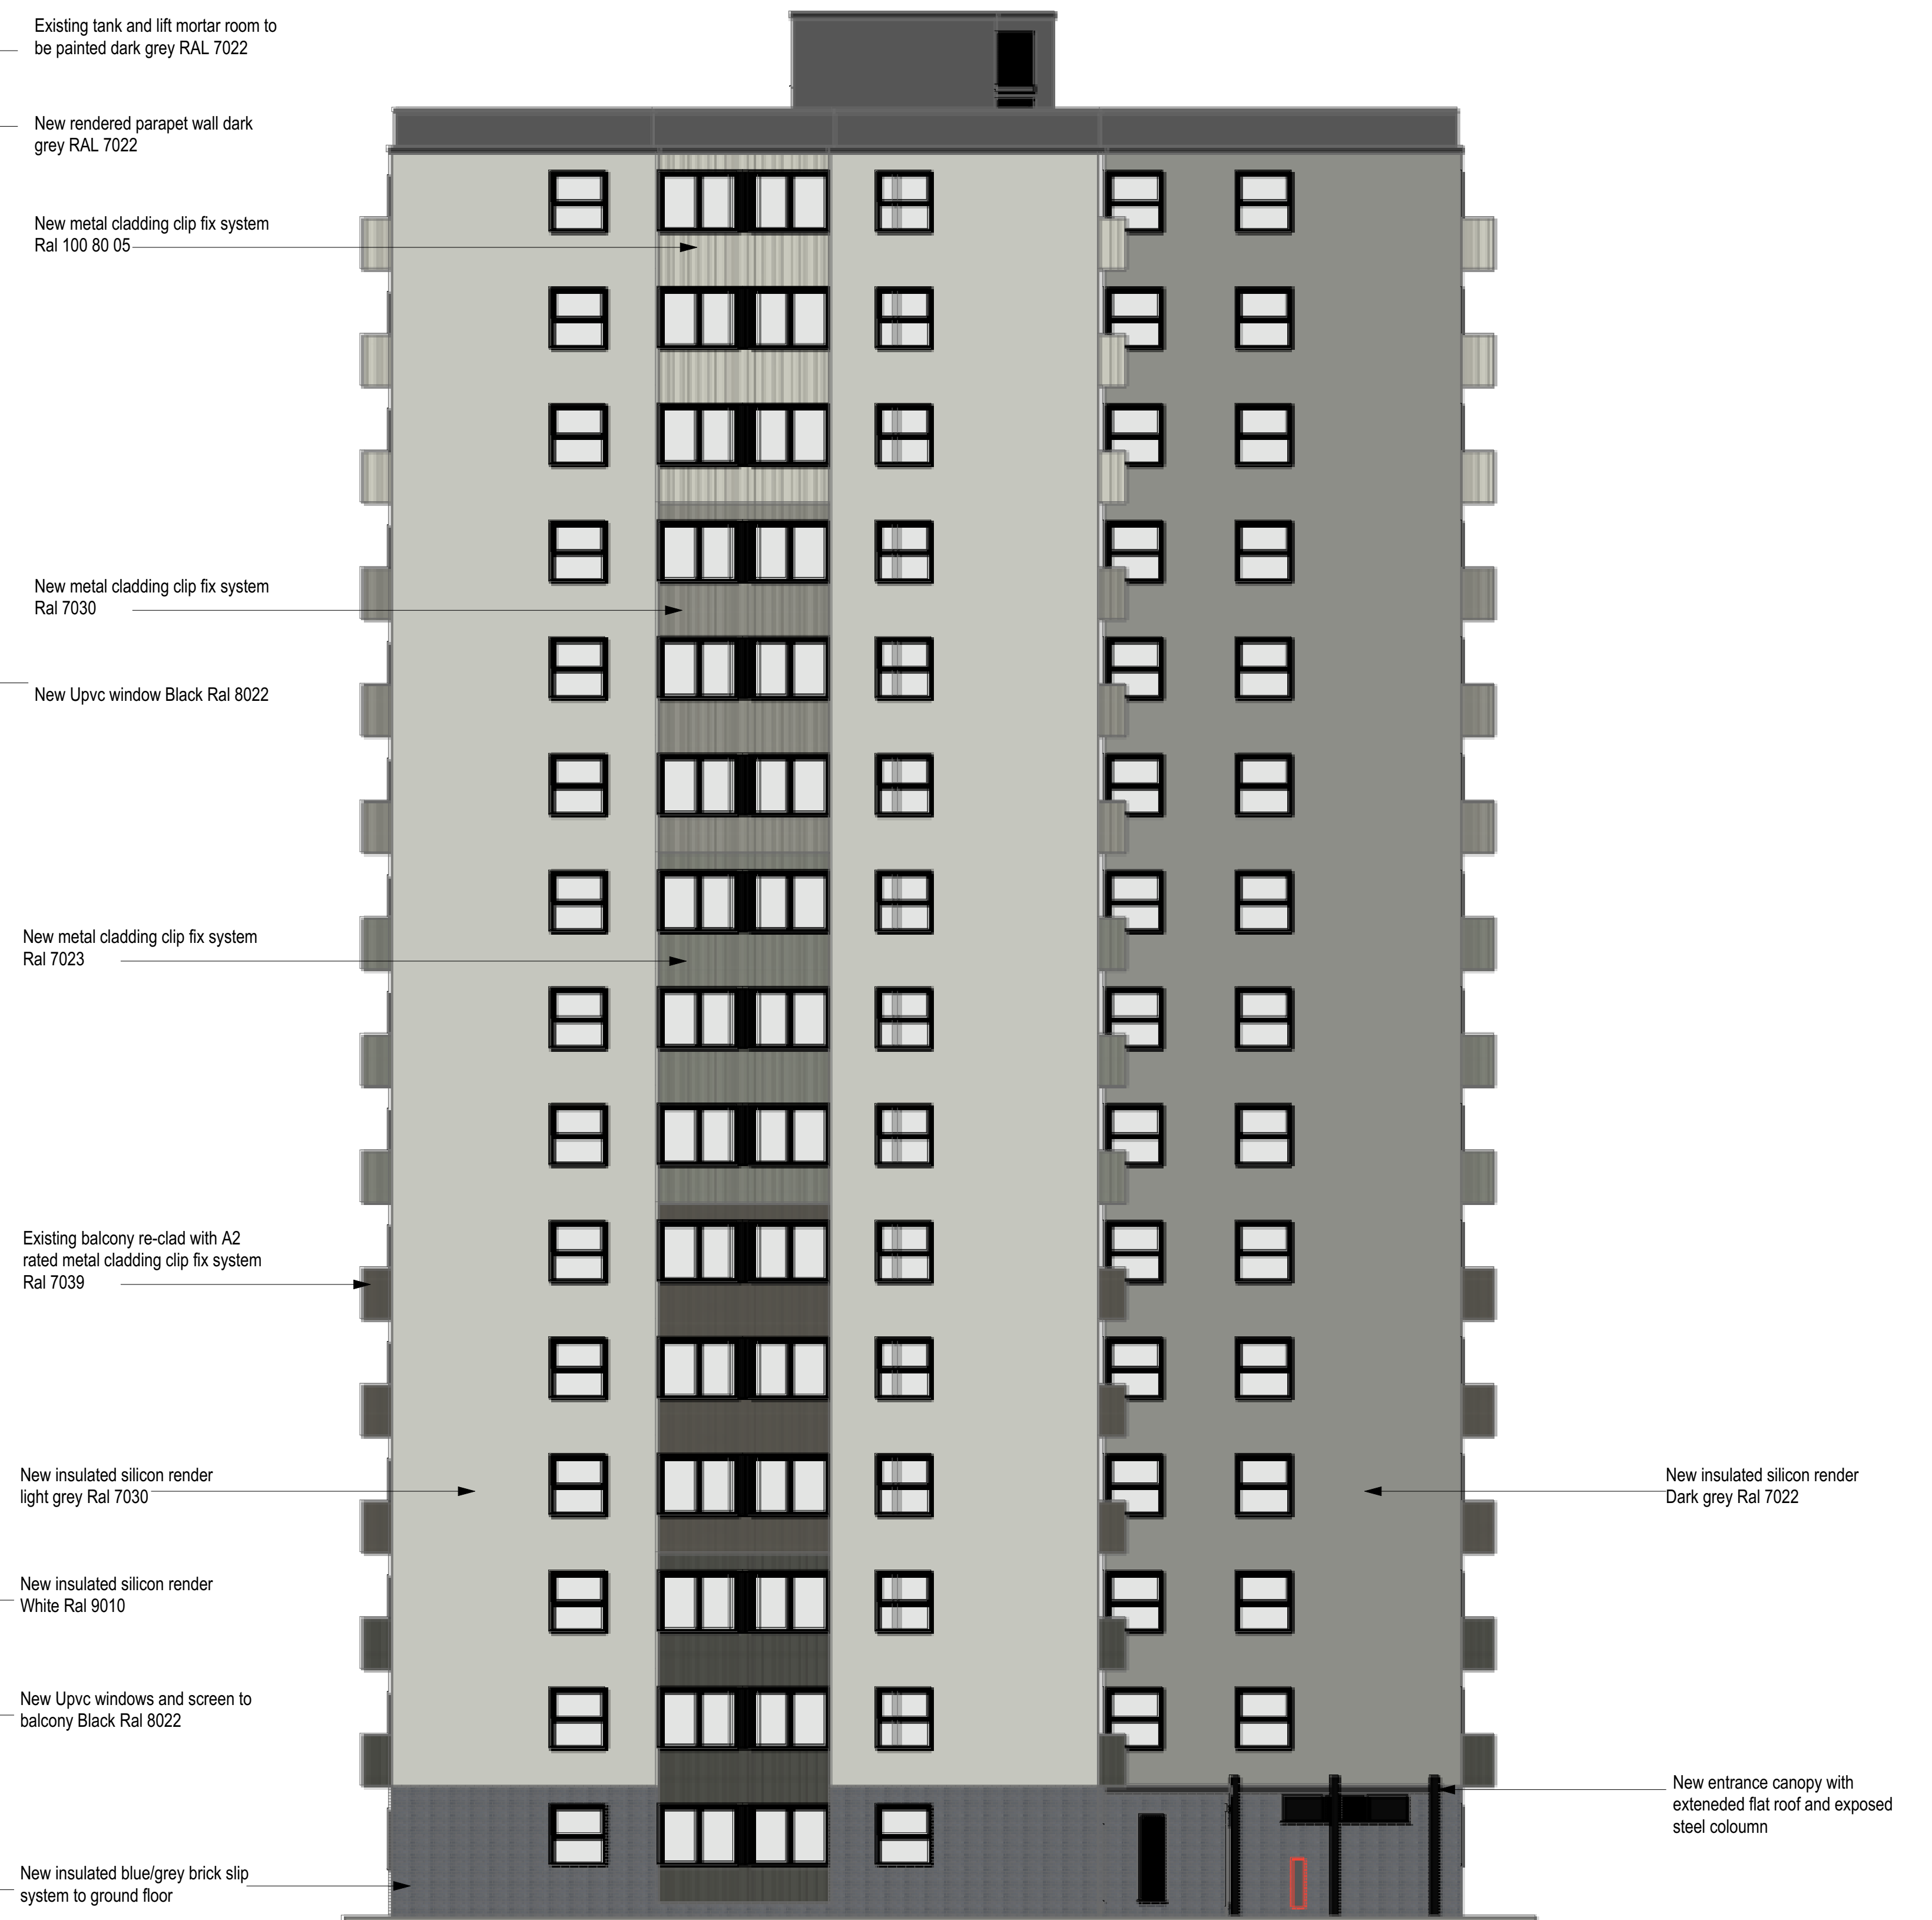 Existing tank and lift mortar room to
be painted dark grey RAL 7022
New rendered parapet wall dark
grey RAL 7022
New metal cladding clip fix system
Ral 100 80 05
New metal cladding clip fix system
Ral 7030
New Upvc window Black Ral 8022
New metal cladding clip fix system
Ral 7023
Existing balcony re-clad with A2
rated metal cladding clip fix system
Ral 7039
New insulated silicon render
light grey Ral 7030
New insulated silicon render
Dark grey Ral 7022
New insulated silicon render
White Ral 9010
New Upvc windows and screen to
balcony Black Ral 8022
New entrance canopy with
exteneded flat roof and exposed
steel coloumn
New insulated blue/grey brick slip
system to ground floor